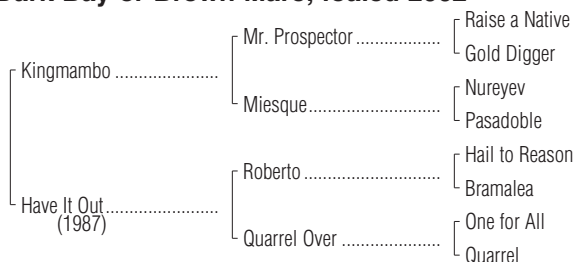 Dark Bay or Brown Mare; foaled 2002
Raise a Native
Mr. Prospector ..................
Gold Digger
Kingmambo ......................
Nureyev
Miesque............................
Pasadoble
Hail to Reason
Roberto .............................
Bramalea
Have It Out........................
(1987)
One for All
Quarrel Over .....................
Quarrel